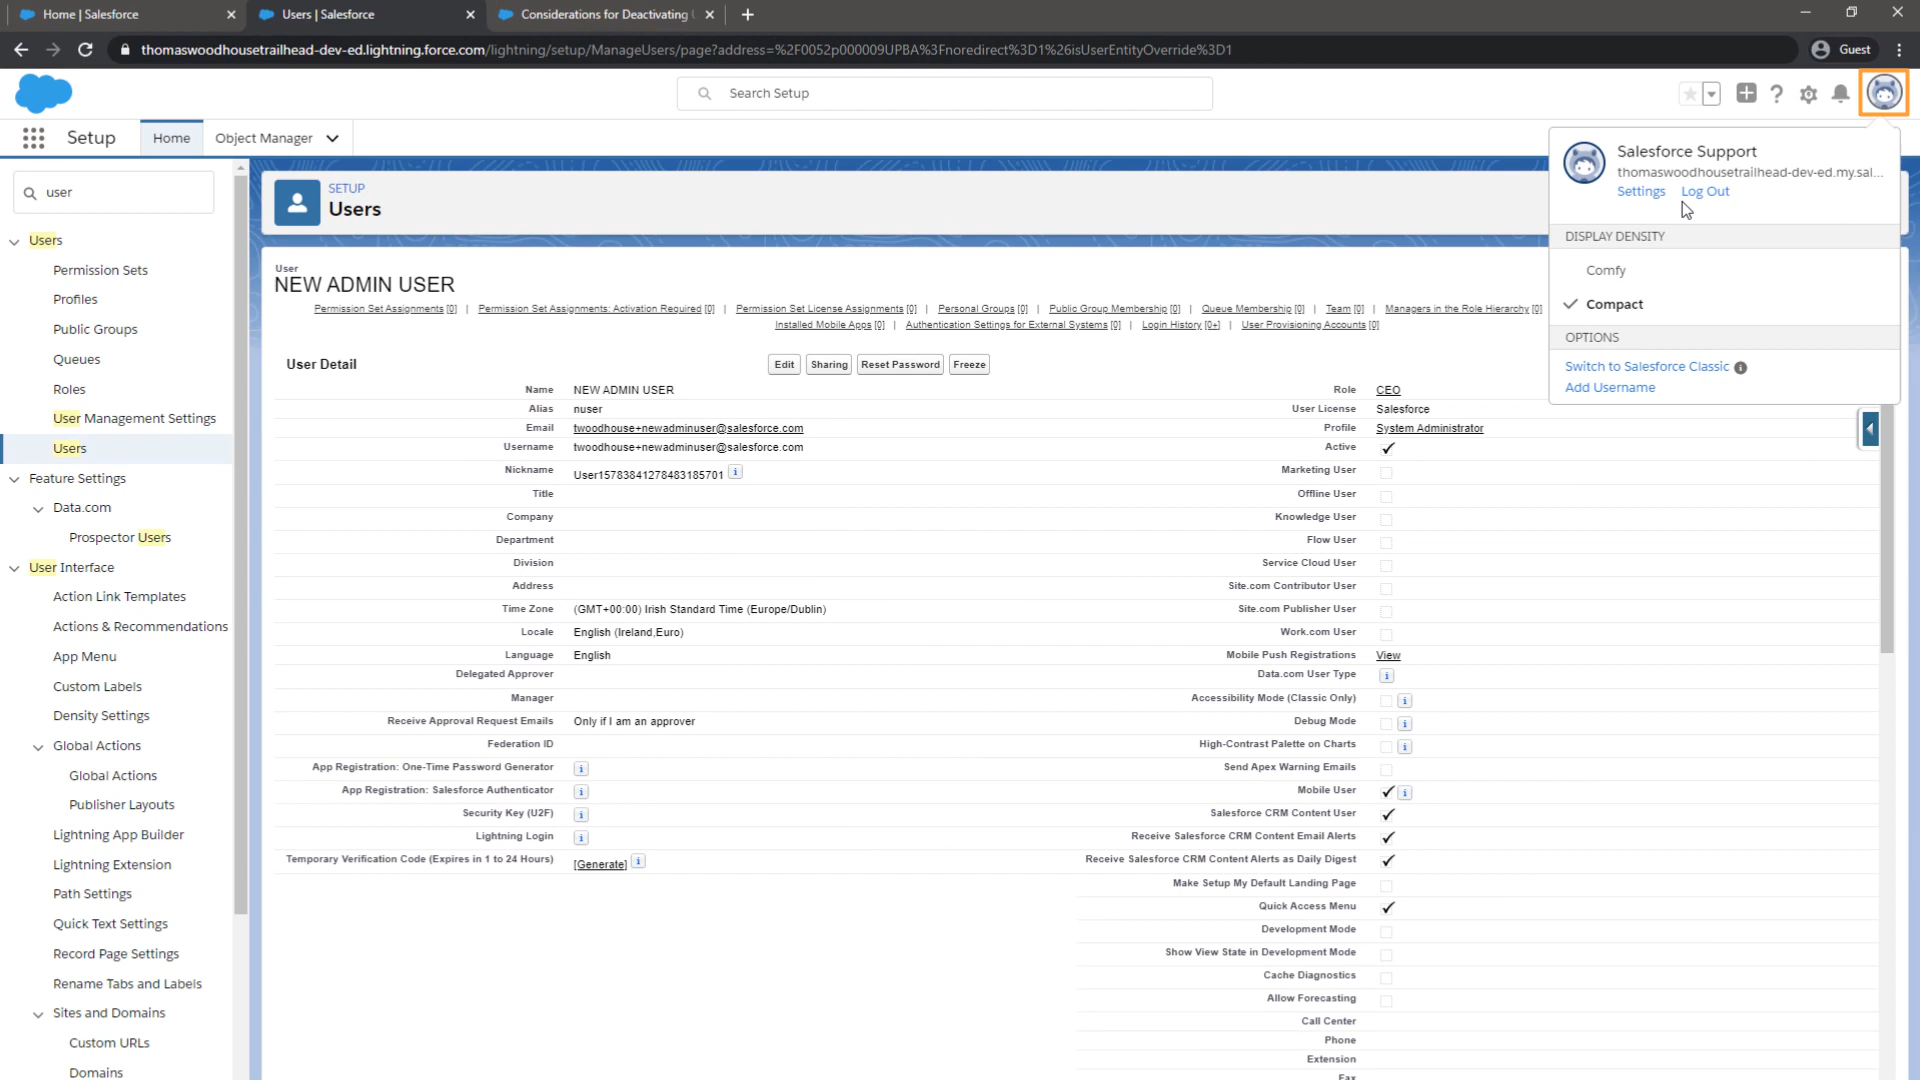 Home | Salesforce
Users | Salesforce
Considerations for Deactivating U
thomaswoodhousetrailhead-dev-ed.lightning.force.com/lightning/setup/ManageUsers/page?address=%2F0052p000009UPBA%3Fnoredirect%3D1%26isUserEntityOverride%3D1
Guest
Search Setup
Setup
Home
Object Manager
Salesforce Support
thomaswoodhousetrailhead-dev-ed.my.sal...
Settings
Log Out
DISPLAY DENSITY
Comfy
Compact
OPTIONS
Switch to Salesforce Classic
Add Username
user
Users
Permission Sets
Profiles
Public Groups
Queues
Roles
User Management Settings
Users
Feature Settings
Data.com
Prospector Users
User Interface
Action Link Templates
Actions & Recommendations
App Menu
Custom Labels
Density Settings
Global Actions
Global Actions
Publisher Layouts
Lightning App Builder
Lightning Extension
Path Settings
Quick Text Settings
Record Page Settings
Rename Tabs and Labels
Sites and Domains
Custom URLs
Domains
SETUP
Users
User
NEW ADMIN USER
Permission Set Assignments [0] | Permission Set Assignments: Activation Required [0] | Permission Set License Assignments [0] | Personal Groups [0] | Public Group Membership [0] | Queue Membership [0] | Team [0] | Managers in the Role Hierarchy [0]
Installed Mobile Apps [0] | Authentication Settings for External Systems [0] | Login History [0+] | User Provisioning Accounts [0]
User Detail
Edit
Sharing
Reset Password
Freeze
Name NEW ADMIN USER
Alias nuser
Email twoodhouse+newadminuser@salesforce.com
Username twoodhouse+newadminuser@salesforce.com
Nickname User15783841278483185701
Title
Company
Department
Division
Address
Time Zone (GMT+00:00) Irish Standard Time (Europe/Dublin)
Locale English (Ireland,Euro)
Language English
Delegated Approver
Manager
Receive Approval Request Emails Only if I am an approver
Federation ID
App Registration: One-Time Password Generator
App Registration: Salesforce Authenticator
Security Key (U2F)
Lightning Login
Temporary Verification Code (Expires in 1 to 24 Hours) [Generate]
Role CEO
User License Salesforce
Profile System Administrator
Active
Marketing User
Offline User
Knowledge User
Flow User
Service Cloud User
Site.com Contributor User
Site.com Publisher User
Work.com User
Mobile Push Registrations View
Data.com User Type
Accessibility Mode (Classic Only)
Debug Mode
High-Contrast Palette on Charts
Send Apex Warning Emails
Mobile User
Salesforce CRM Content User
Receive Salesforce CRM Content Email Alerts
Receive Salesforce CRM Content Alerts as Daily Digest
Make Setup My Default Landing Page
Quick Access Menu
Development Mode
Show View State in Development Mode
Cache Diagnostics
Allow Forecasting
Call Center
Phone
Extension
Fax